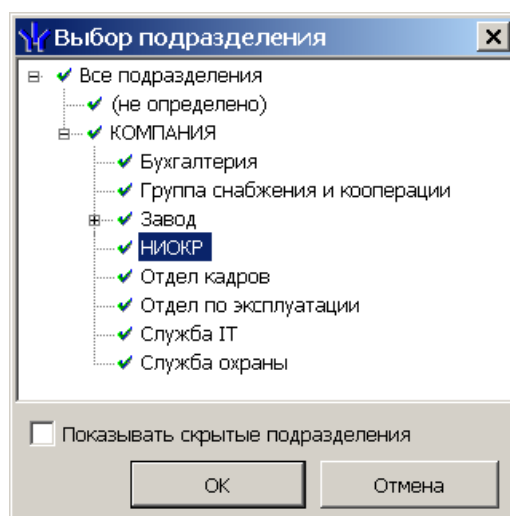 Выбор подразделения
Все подразделения
(не определено)
КОМПАНИЯ
Бухгалтерия
Группа снабжения и кооперации
Завод
НИОКР
Отдел кадров
Отдел по эксплуатации
Служба IT
Служба охраны
Показывать скрытые подразделения
ОК Отмена